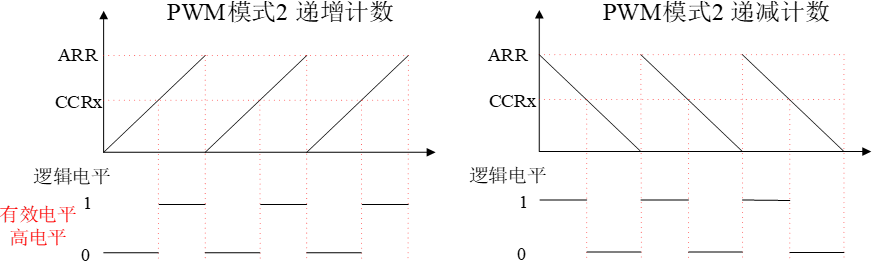 PWM模式2 递增计数
ARR
CCRx
逻辑电平
有效电平
高电平
1
0
PWM模式2 递减计数
ARR
CCRx
逻辑电平
1
0